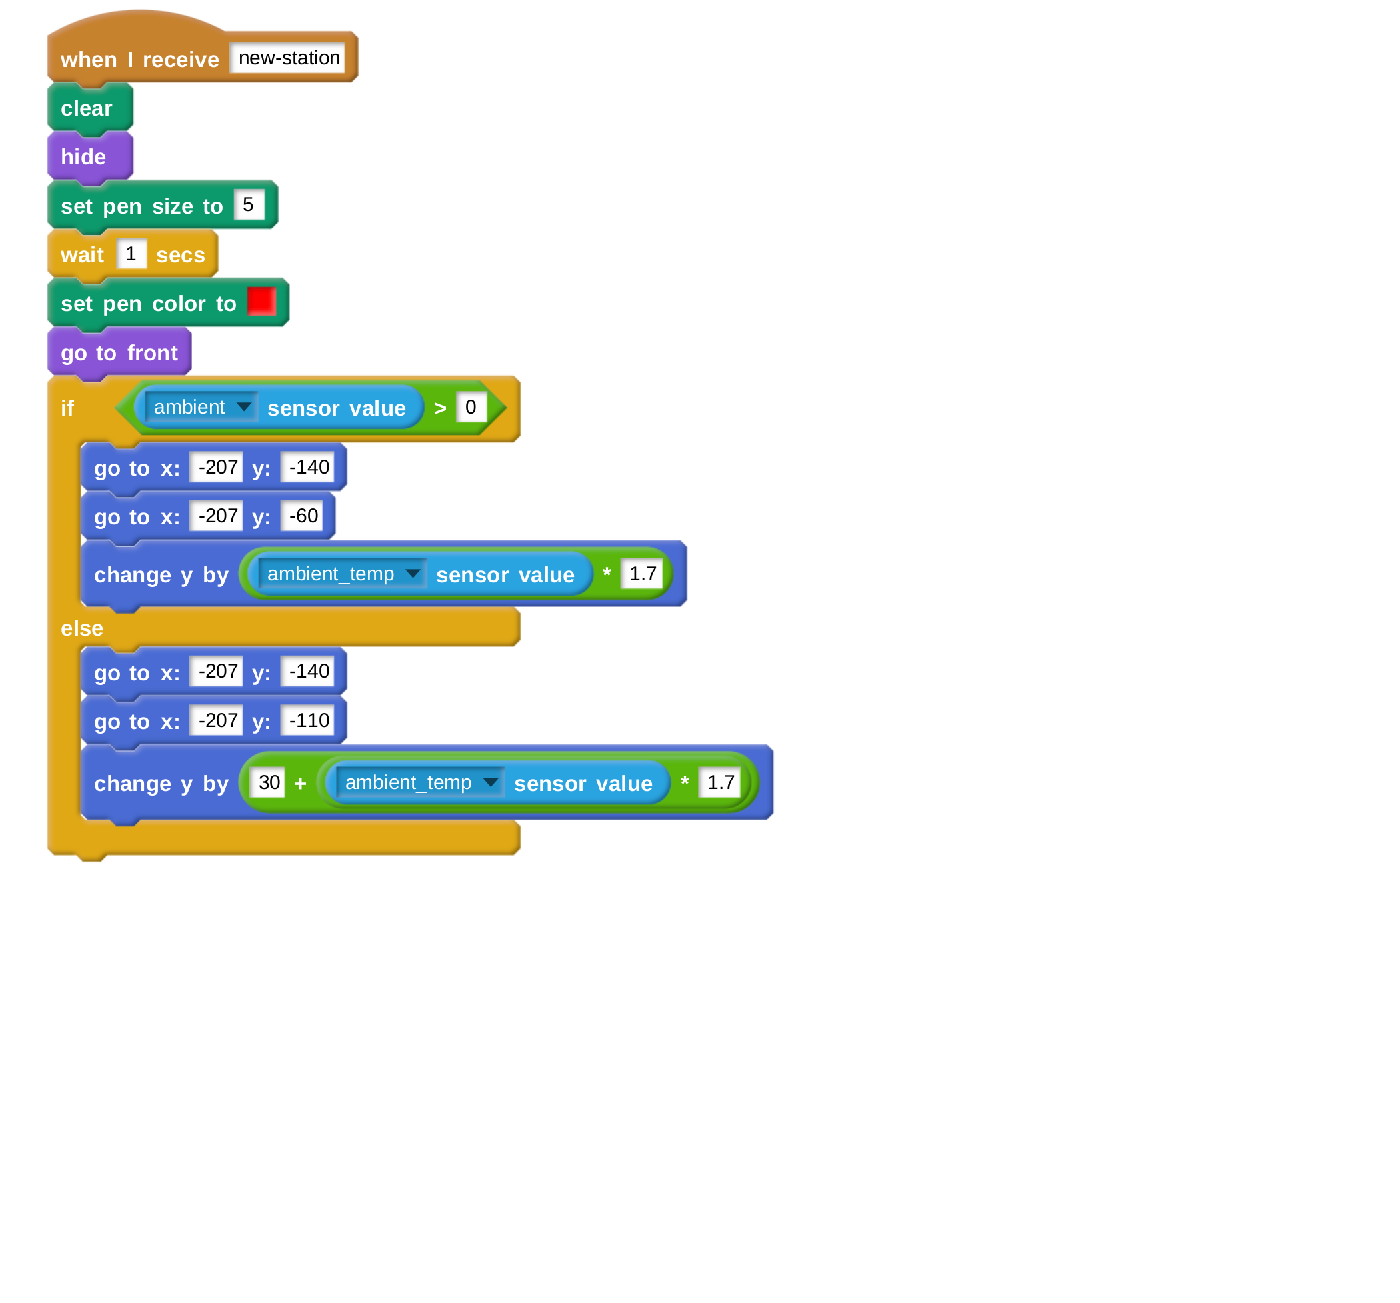 when I receive new-station
clear
hide
set pen size to 5
wait 1 secs
set pen color to
go to front
if ambient sensor value > 0
go to x: -207 y: -140
go to x: -207 y: -60
change y by ambient_temp sensor value * 1.7
else
go to x: -207 y: -140
go to x: -207 y: -110
change y by 30 + ambient_temp sensor value * 1.7